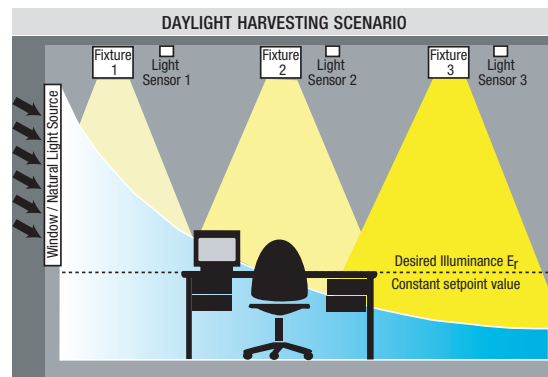 DAYLIGHT HARVESTING SCENARIO
Fixture
1
Light
Sensor 1
Fixture
2
Light
Sensor 2
Fixture
3
Light
Sensor 3
Window / Natural Light Source
Desired Illuminance Er
Constant setpoint value